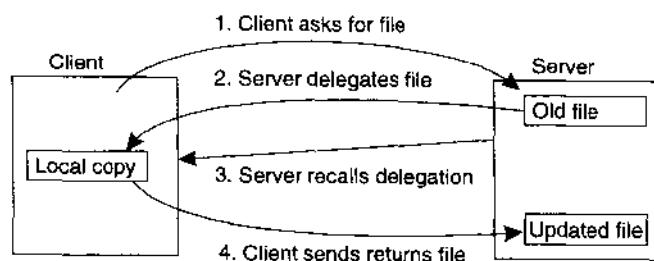 1. Client asks for file
Client
Server
2. Server delegates file
Old file
Local copy
3. Server recalls delegation
Updated file
4. Client sends returns file